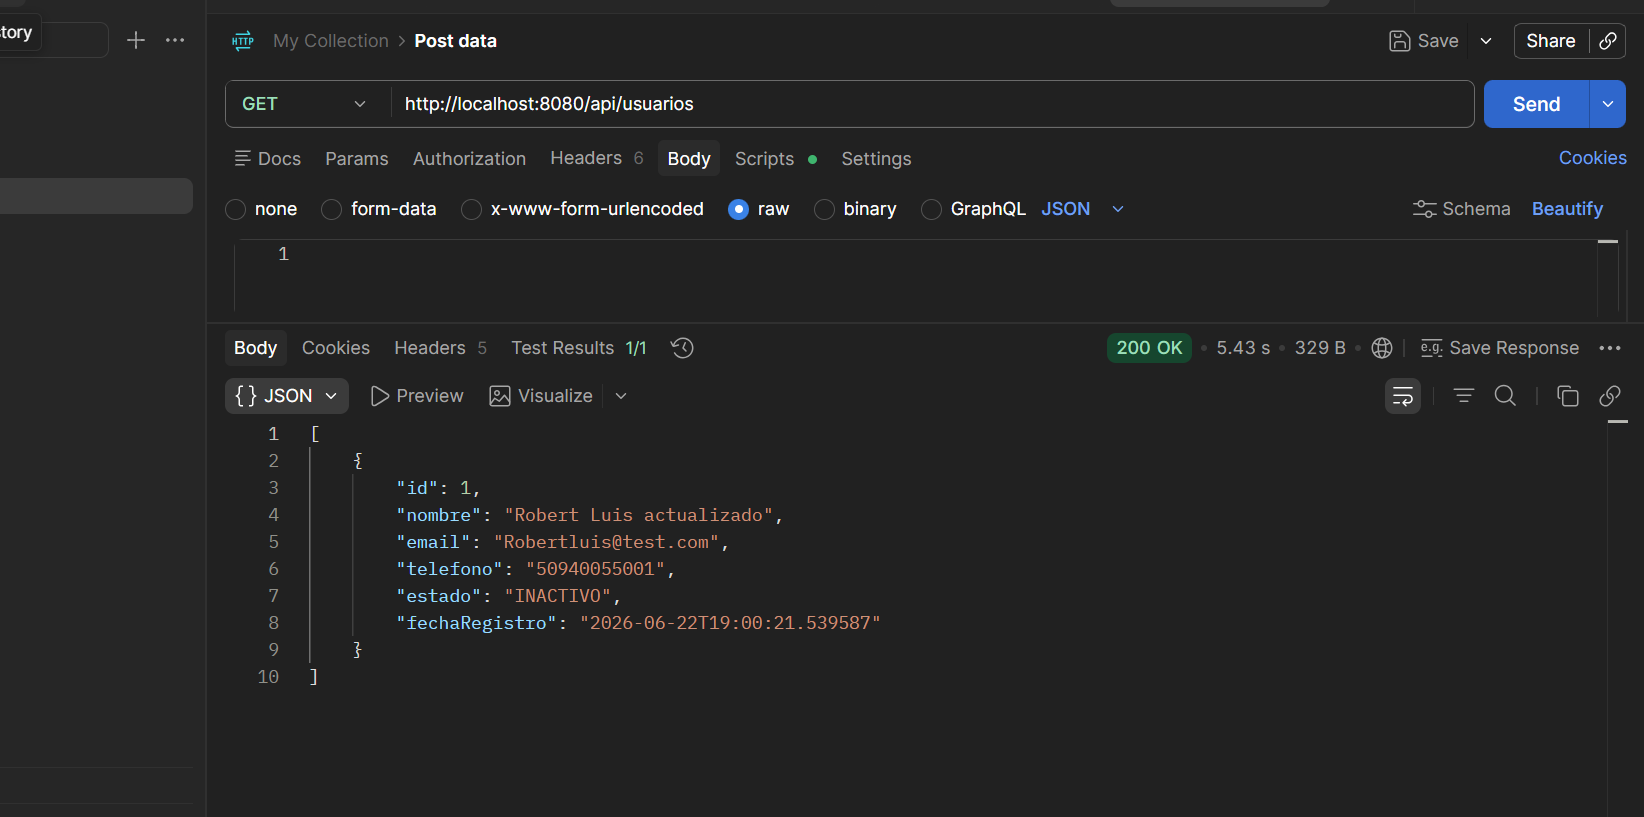 tory
HTTP My Collection > Post data Save Share
GET http://localhost:8080/api/usuarios Send
Docs Params Authorization Headers 6 Body Scripts Settings Cookies
none form-data x-www-form-urlencoded raw binary GraphQL JSON Schema Beautify
1
Body Cookies Headers 5 Test Results 1/1 200 OK • 5.43 s • 329 B • e.g. Save Response
{} JSON Preview Visualize
1 [
2 {
3 "id": 1,
4 "nombre": "Robert Luis actualizado",
5 "email": "Robertluis@test.com",
6 "telefono": "50940055001",
7 "estado": "INACTIVO",
8 "fechaRegistro": "2026-06-22T19:00:21.539587"
9 }
10 ]